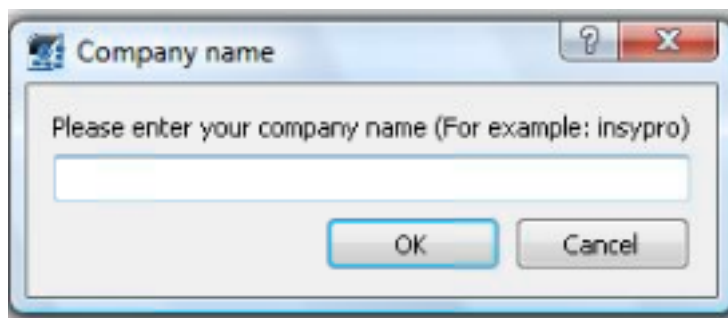 Company name
?
Please enter your company name (For example: insypro)
OK
Cancel